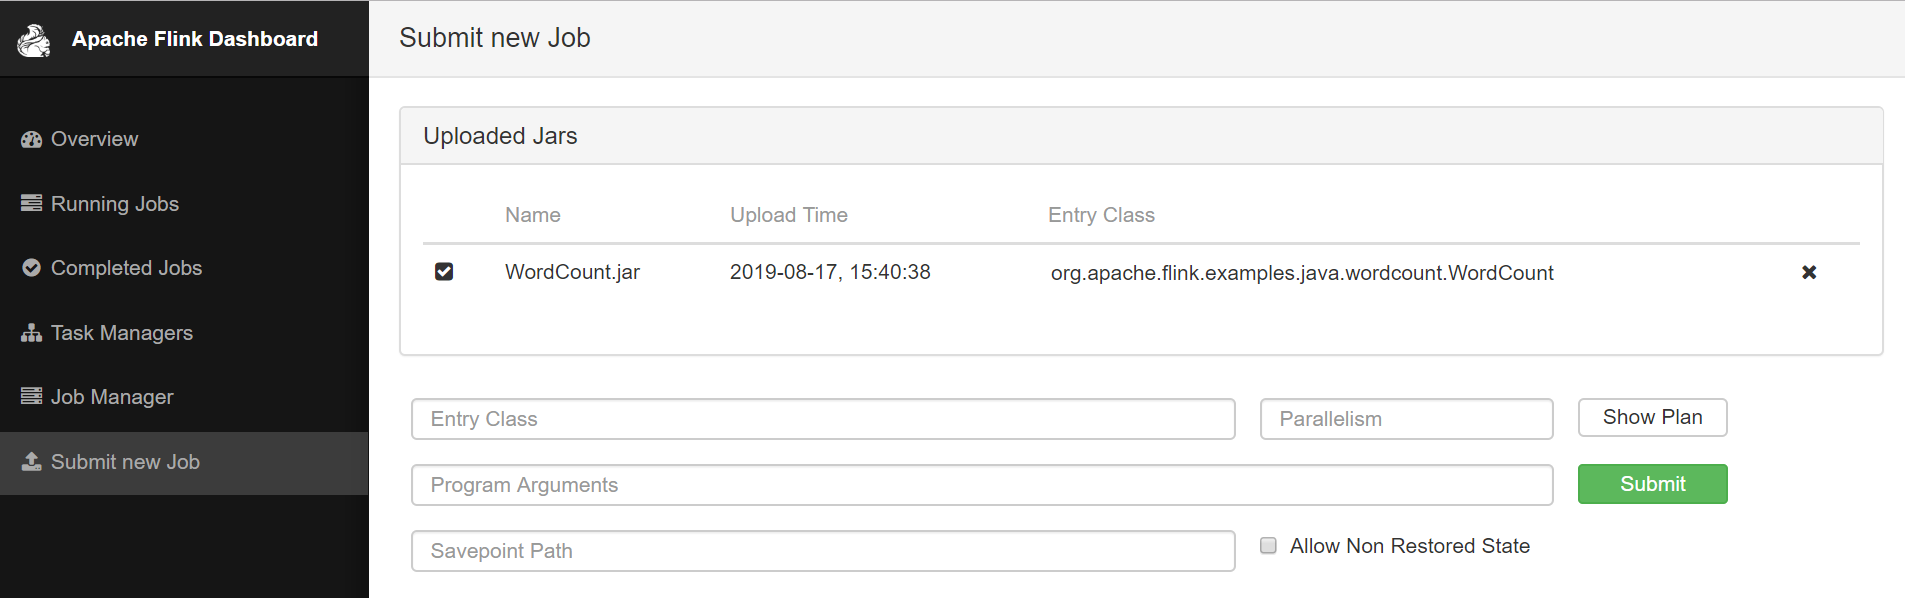 Apache Flink Dashboard
Overview
Running Jobs
Completed Jobs
Task Managers
Job Manager
Submit new Job
Submit new Job
Uploaded Jars
Name Upload Time Entry Class
WordCount.jar 2019-08-17, 15:40:38 org.apache.flink.examples.java.wordcount.WordCount
Entry Class Parallelism Show Plan
Program Arguments Submit
Savepoint Path Allow Non Restored State